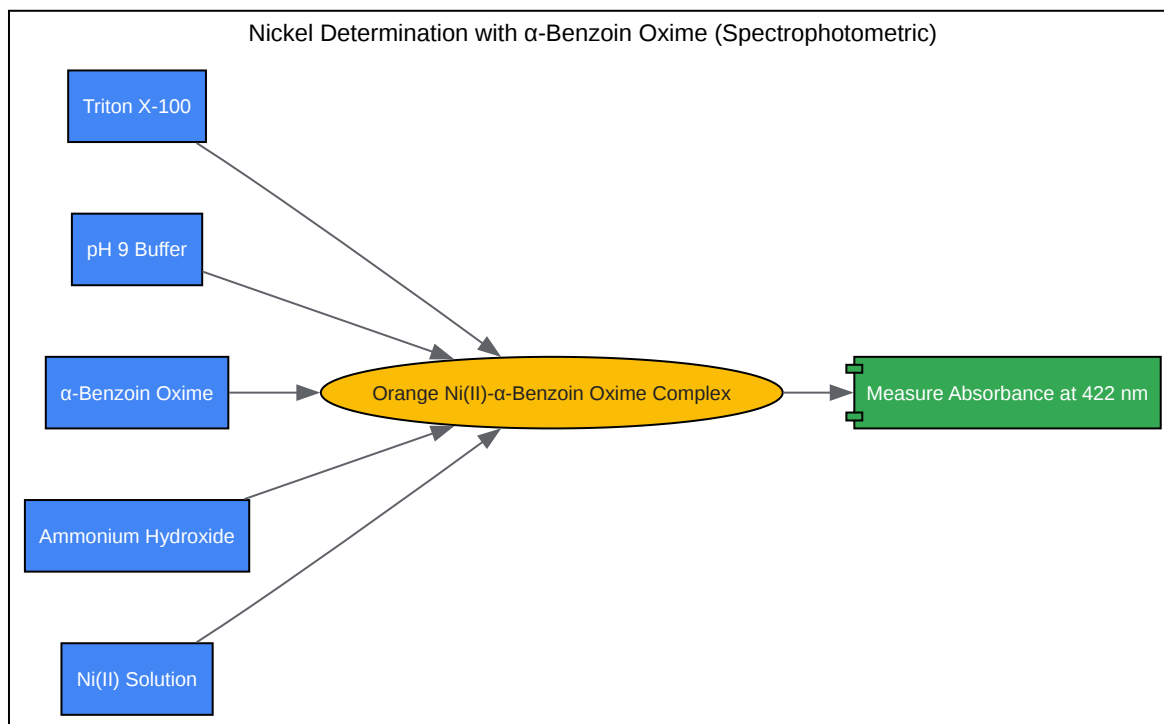 Nickel Determination with α-Benzoin Oxime (Spectrophotometric)
Triton X-100
pH 9 Buffer
α-Benzoin Oxime
Orange Ni(II)-α-Benzoin Oxime Complex
Measure Absorbance at 422 nm
Ammonium Hydroxide
Ni(II) Solution